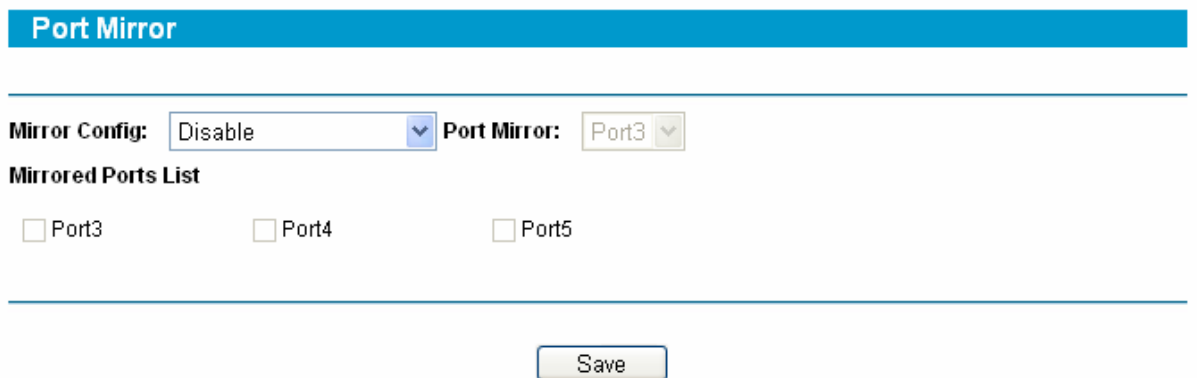 Port Mirror
Mirror Config: Disable Port Mirror: Port3
Mirrored Ports List
Port3 Port4 Port5
Save